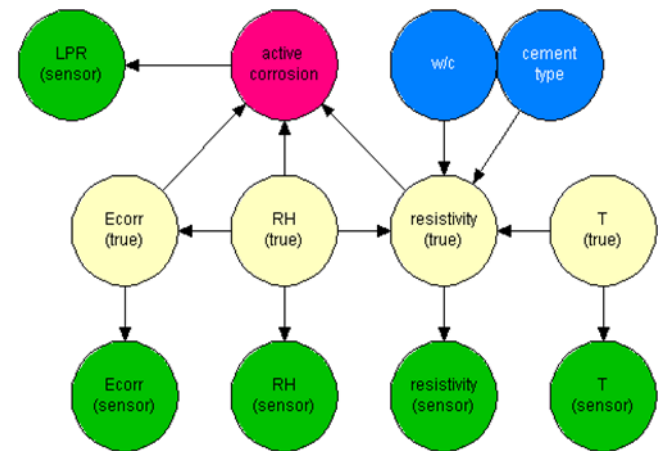 LPR
(sensor)
active
corrosion
w/c
cement
type
Ecorr
(true)
RH
(true)
resistivity
(true)
T
(true)
Ecorr
(sensor)
RH
(sensor)
resistivity
(sensor)
T
(sensor)